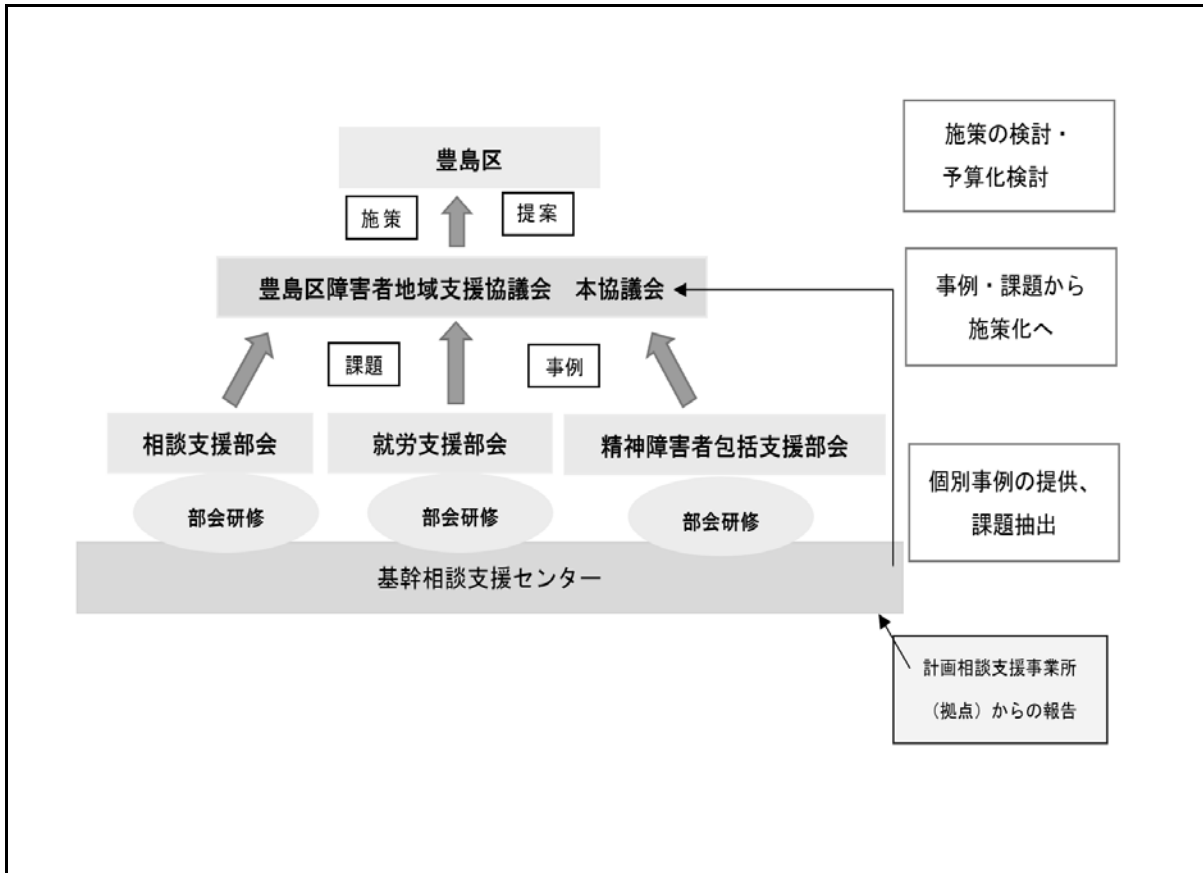 豊島区
施策
提案
豊島区障害者地域支援協議会　本協議会
課題
事例
相談支援部会
就労支援部会
精神障害者包括支援部会
部会研修
部会研修
部会研修
基幹相談支援センター
施策の検討・
予算化検討
事例・課題から
施策化へ
個別事例の提供、
課題抽出
計画相談支援事業所
（拠点）からの報告